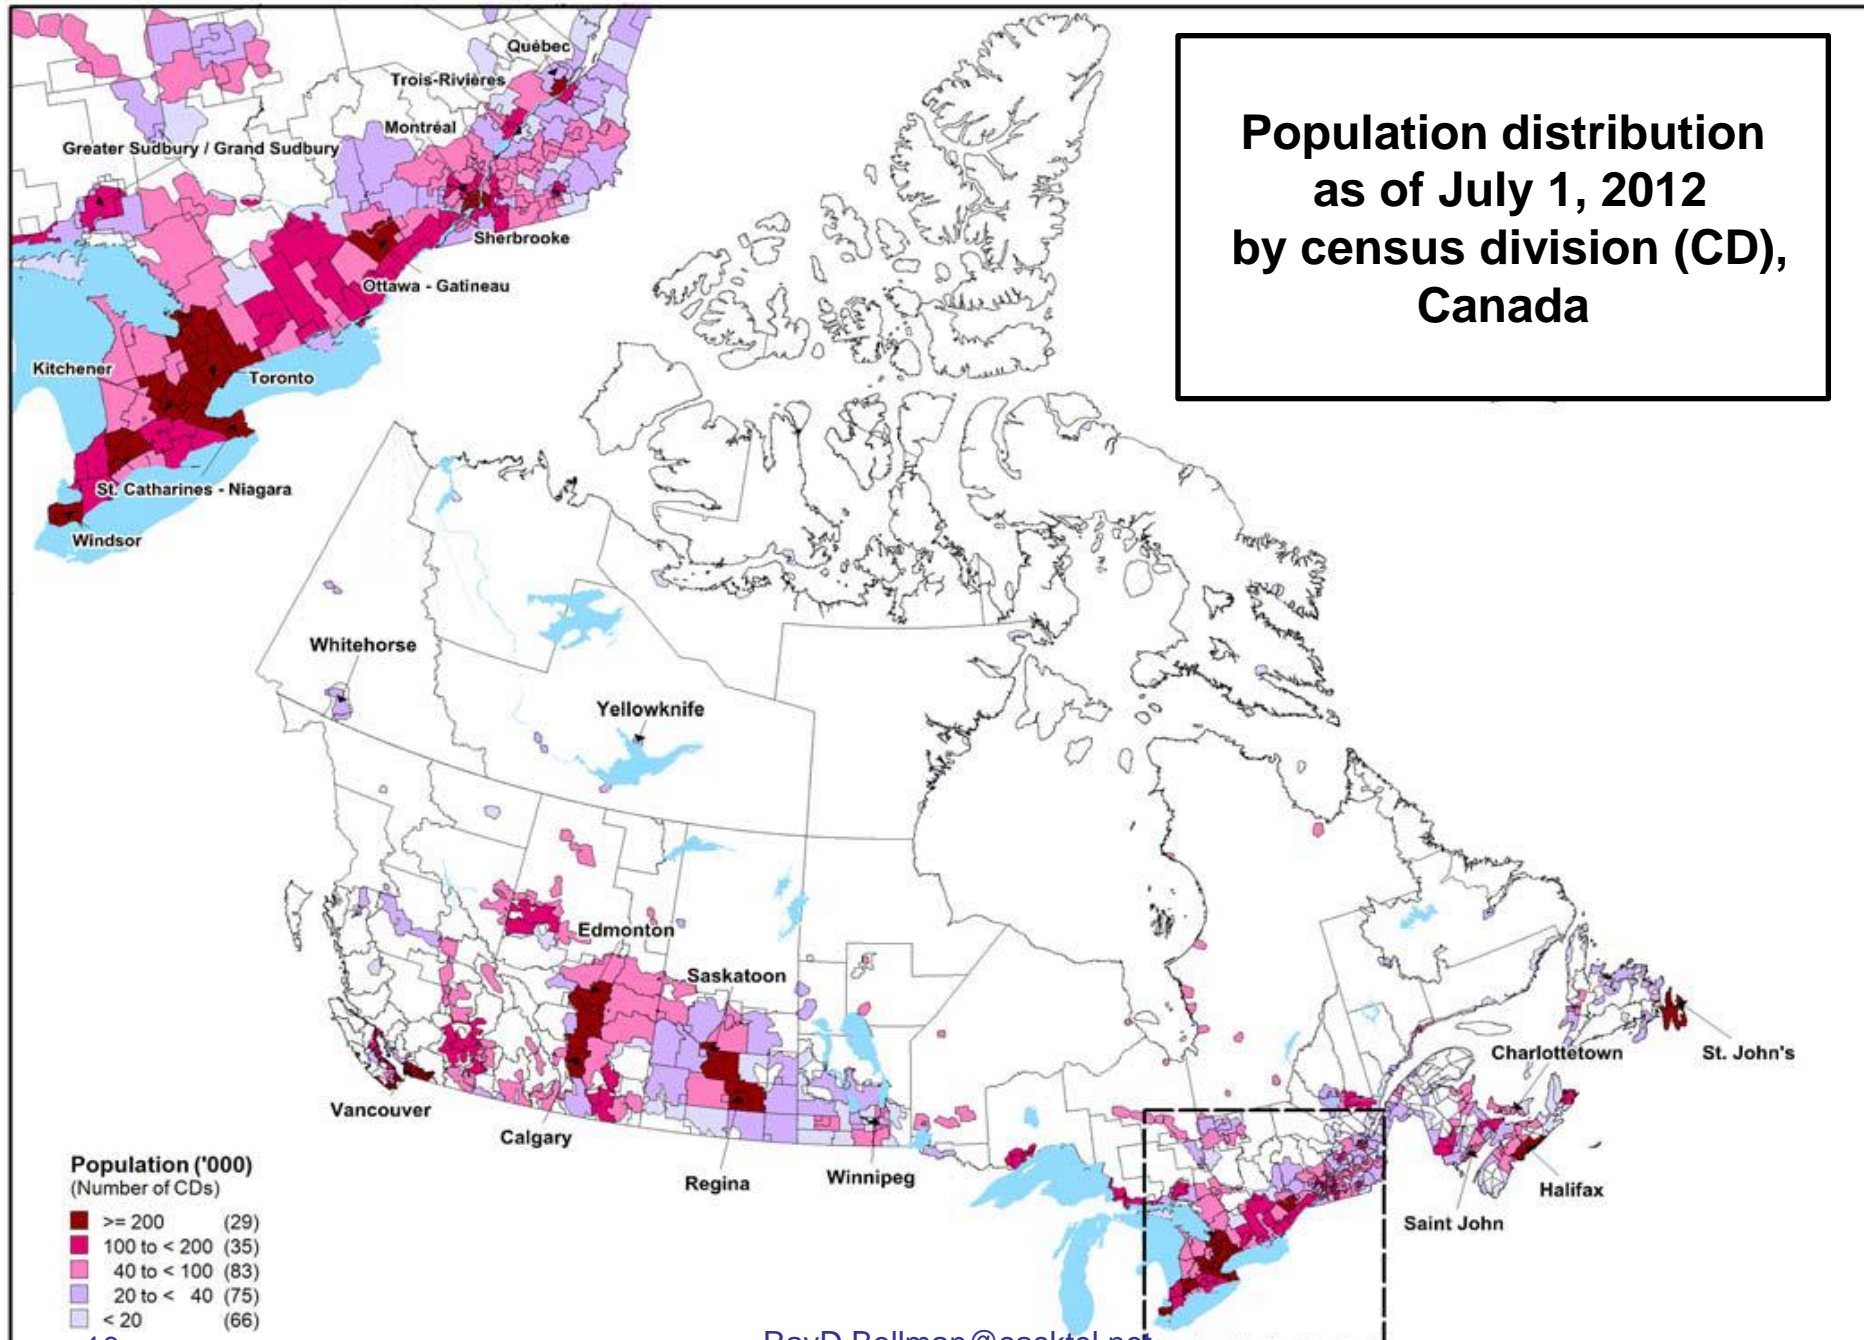 Population distribution
as of July 1, 2012
by census division (CD),
Canada
Québec
Trois-Rivières
Montréal
Greater Sudbury / Grand Sudbury
Sherbrooke
Ottawa - Gatineau
Kitchener
Toronto
St. Catharines - Niagara
Windsor
Whitehorse
Yellowknife
Edmonton
Saskatoon
Charlottetown
St. John's
Vancouver
Calgary
Regina
Winnipeg
Halifax
Saint John
Population ('000)
(Number of CDs)
>= 200 (29)
100 to < 200 (35)
40 to < 100 (83)
20 to < 40 (75)
< 20 (66)